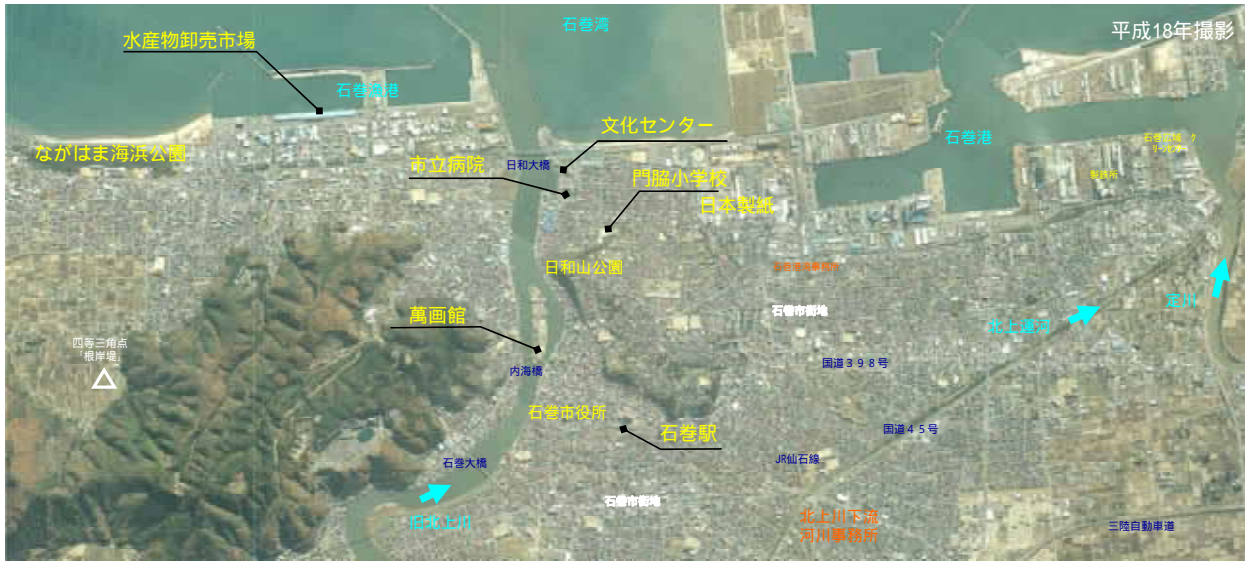 石巻湾
平成18年撮影
水産物卸売市場
石巻漁港
文化センター
石巻港
ながはま海浜公園
市立病院
日和大橋
門脇小学校
製鉄所
日本製紙
日和山公園
石巻市街地
定川
北上運河
萬画館
四等三角点
「根岸堤」
内海橋
国道398号
石巻市役所
石巻駅
国道45号
石巻大橋
JR仙石線
石巻市街地
旧北上川
北上川下流
河川事務所
三陸自動車道